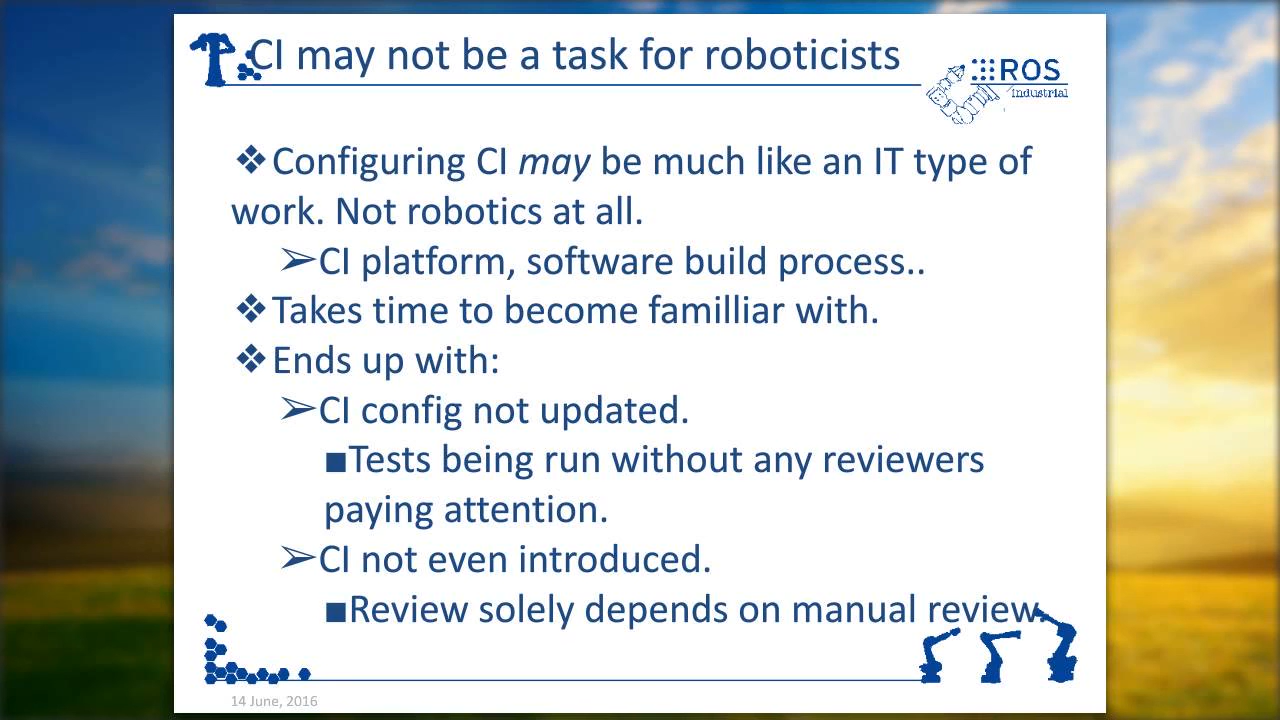 CI may not be a task for roboticists
ROS
Industrial
❖Configuring CI may be much like an IT type of
work. Not robotics at all.
➢CI platform, software build process..
❖Takes time to become familliar with.
❖Ends up with:
➢CI config not updated.
■Tests being run without any reviewers
paying attention.
➢CI not even introduced.
■Review solely depends on manual review.
14 June, 2016